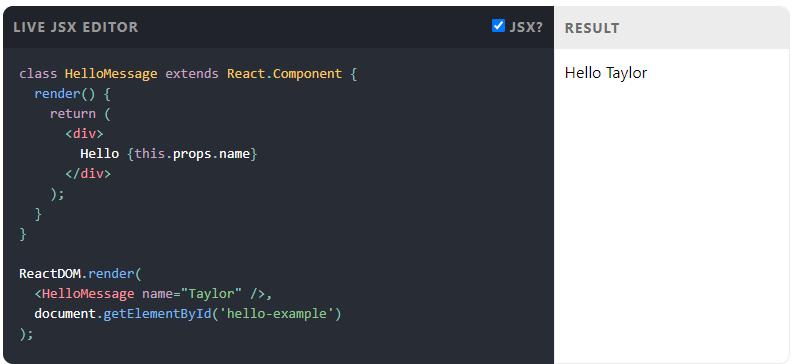 LIVE JSX EDITOR
JSX?
class HelloMessage extends React.Component {
  render() {
    return (
      <div>
        Hello {this.props.name}
      </div>
    );
  }
}

ReactDOM.render(
  <HelloMessage name="Taylor" />,
  document.getElementById('hello-example')
);
RESULT
Hello Taylor